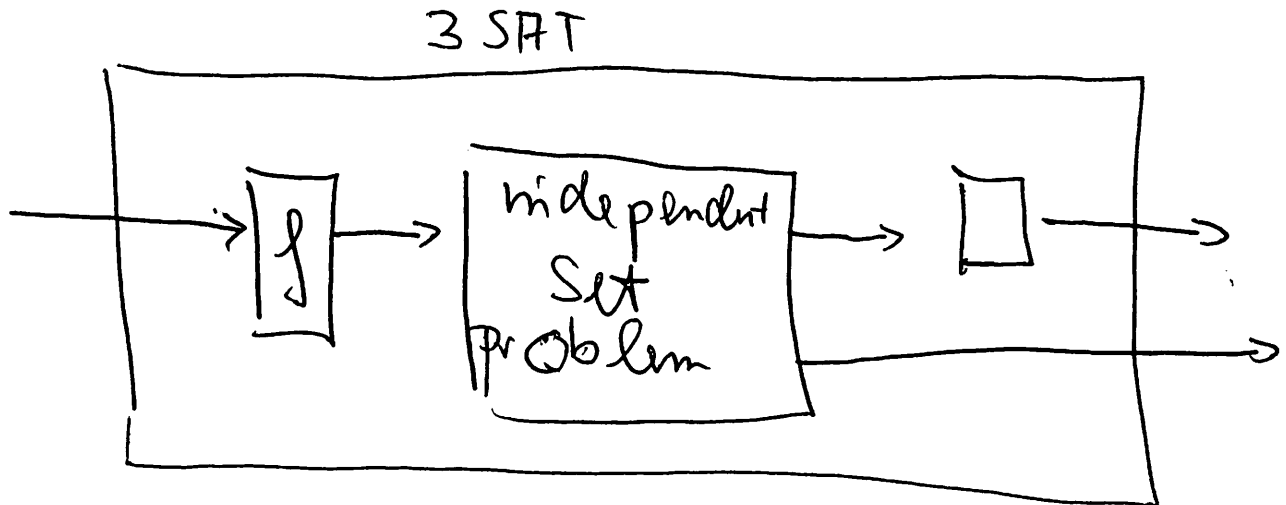 3 SAT
f
independent
Set
problem